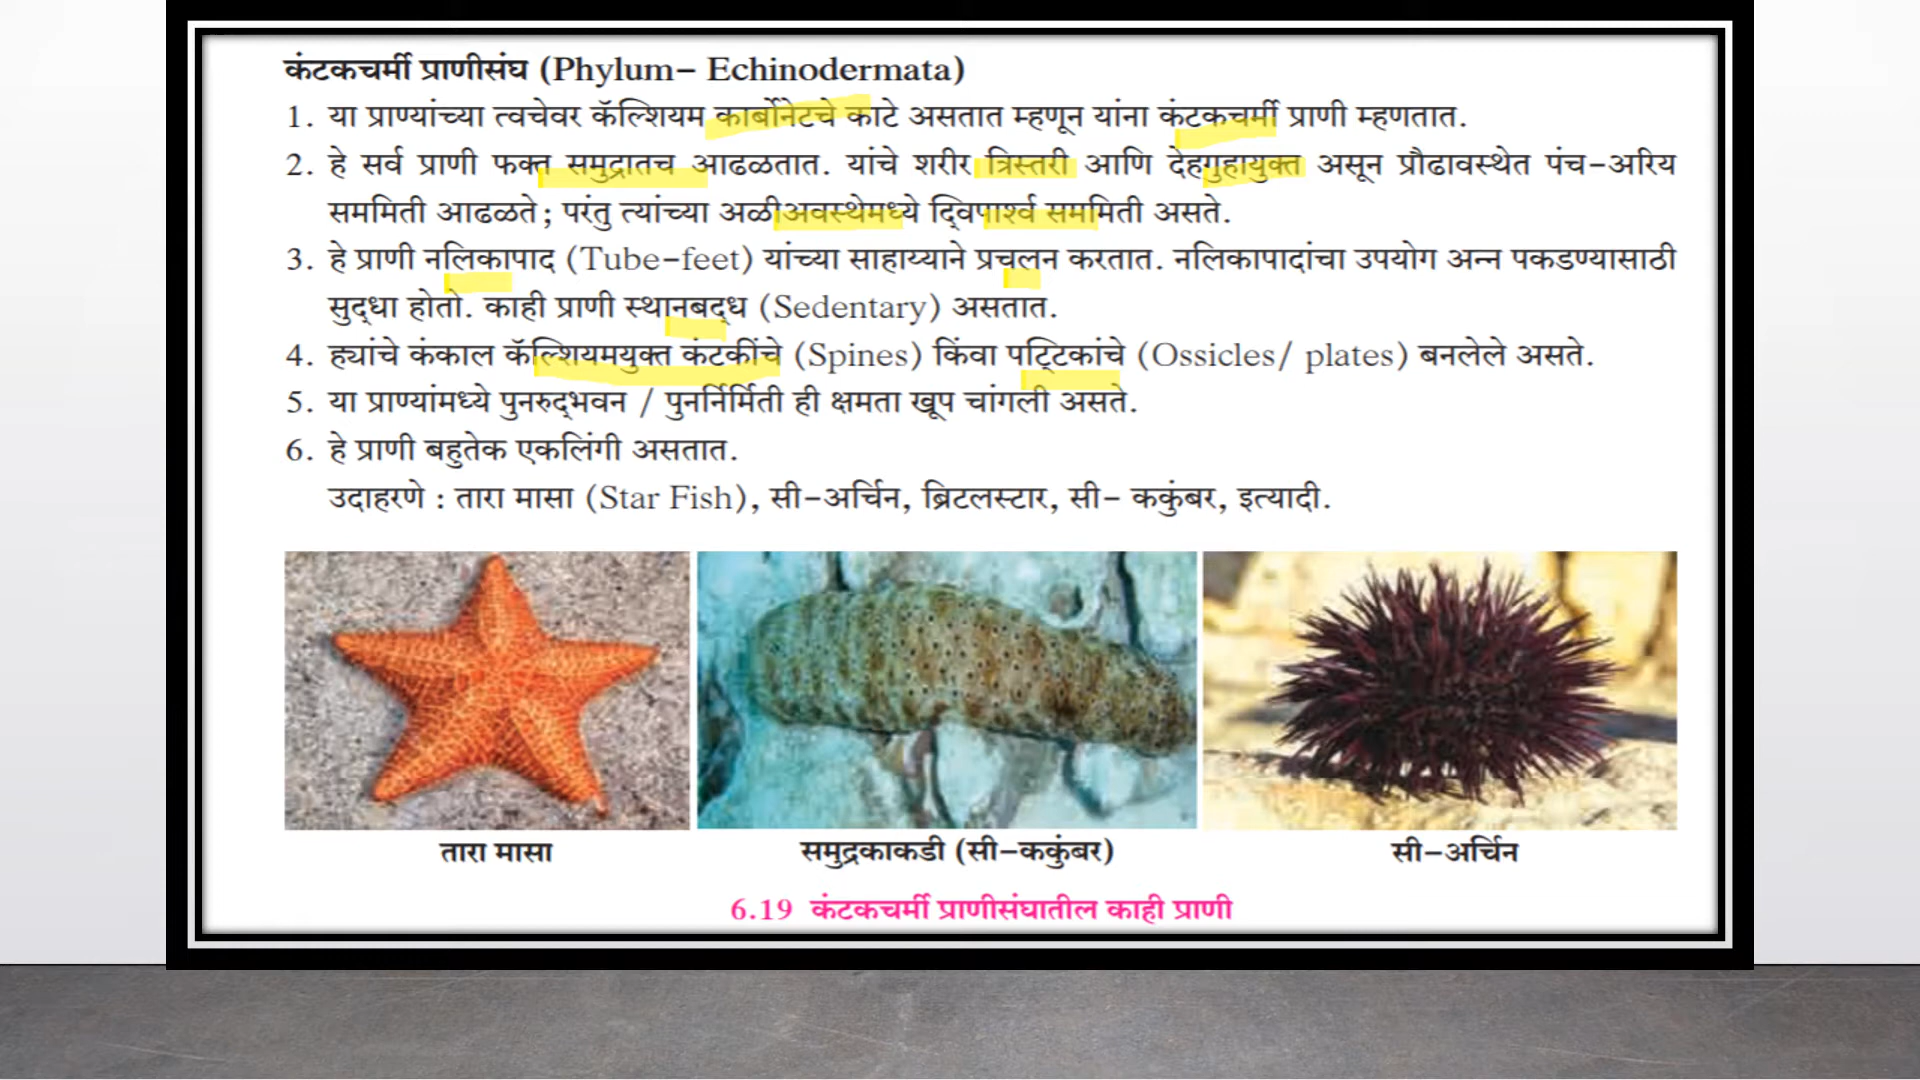 कंटकचर्मी प्राणीसंघ (Phylum– Echinodermata)
1. या प्राण्यांच्या त्वचेवर कॅल्शियम कार्बोनेटचे काटे असतात म्हणून यांना कंटकचर्मी प्राणी म्हणतात.
2. हे सर्व प्राणी फक्त समुद्रातच आढळतात. यांचे शरीर त्रिस्तरी आणि देहगुहायुक्त असून प्रौढावस्थेत पंच-अरिय
सममिती आढळते; परंतु त्यांच्या अळीअवस्थेमध्ये द्विपार्श्व सममिती असते.
3. हे प्राणी नलिकापाद (Tube-feet) यांच्या साहाय्याने प्रचलन करतात. नलिकापादांचा उपयोग अन्न पकडण्यासाठी
सुद्धा होतो. काही प्राणी स्थानबद्ध (Sedentary) असतात.
4. ह्यांचे कंकाल कॅल्शियमयुक्त कंटकींचे (Spines) किंवा पट्टिकांचे (Ossicles/ plates) बनलेले असते.
5. या प्राण्यांमध्ये पुनरुद्भवन / पुनर्निर्मिती ही क्षमता खूप चांगली असते.
6. हे प्राणी बहुतेक एकलिंगी असतात.
उदाहरणे : तारा मासा (Star Fish), सी-अर्चिन, ब्रिटलस्टार, सी- ककुंबर, इत्यादी.
तारा मासा
समुद्रकाकडी (सी-ककुंबर)
सी-अर्चिन
6.19 कंटकचर्मी प्राणीसंघातील काही प्राणी